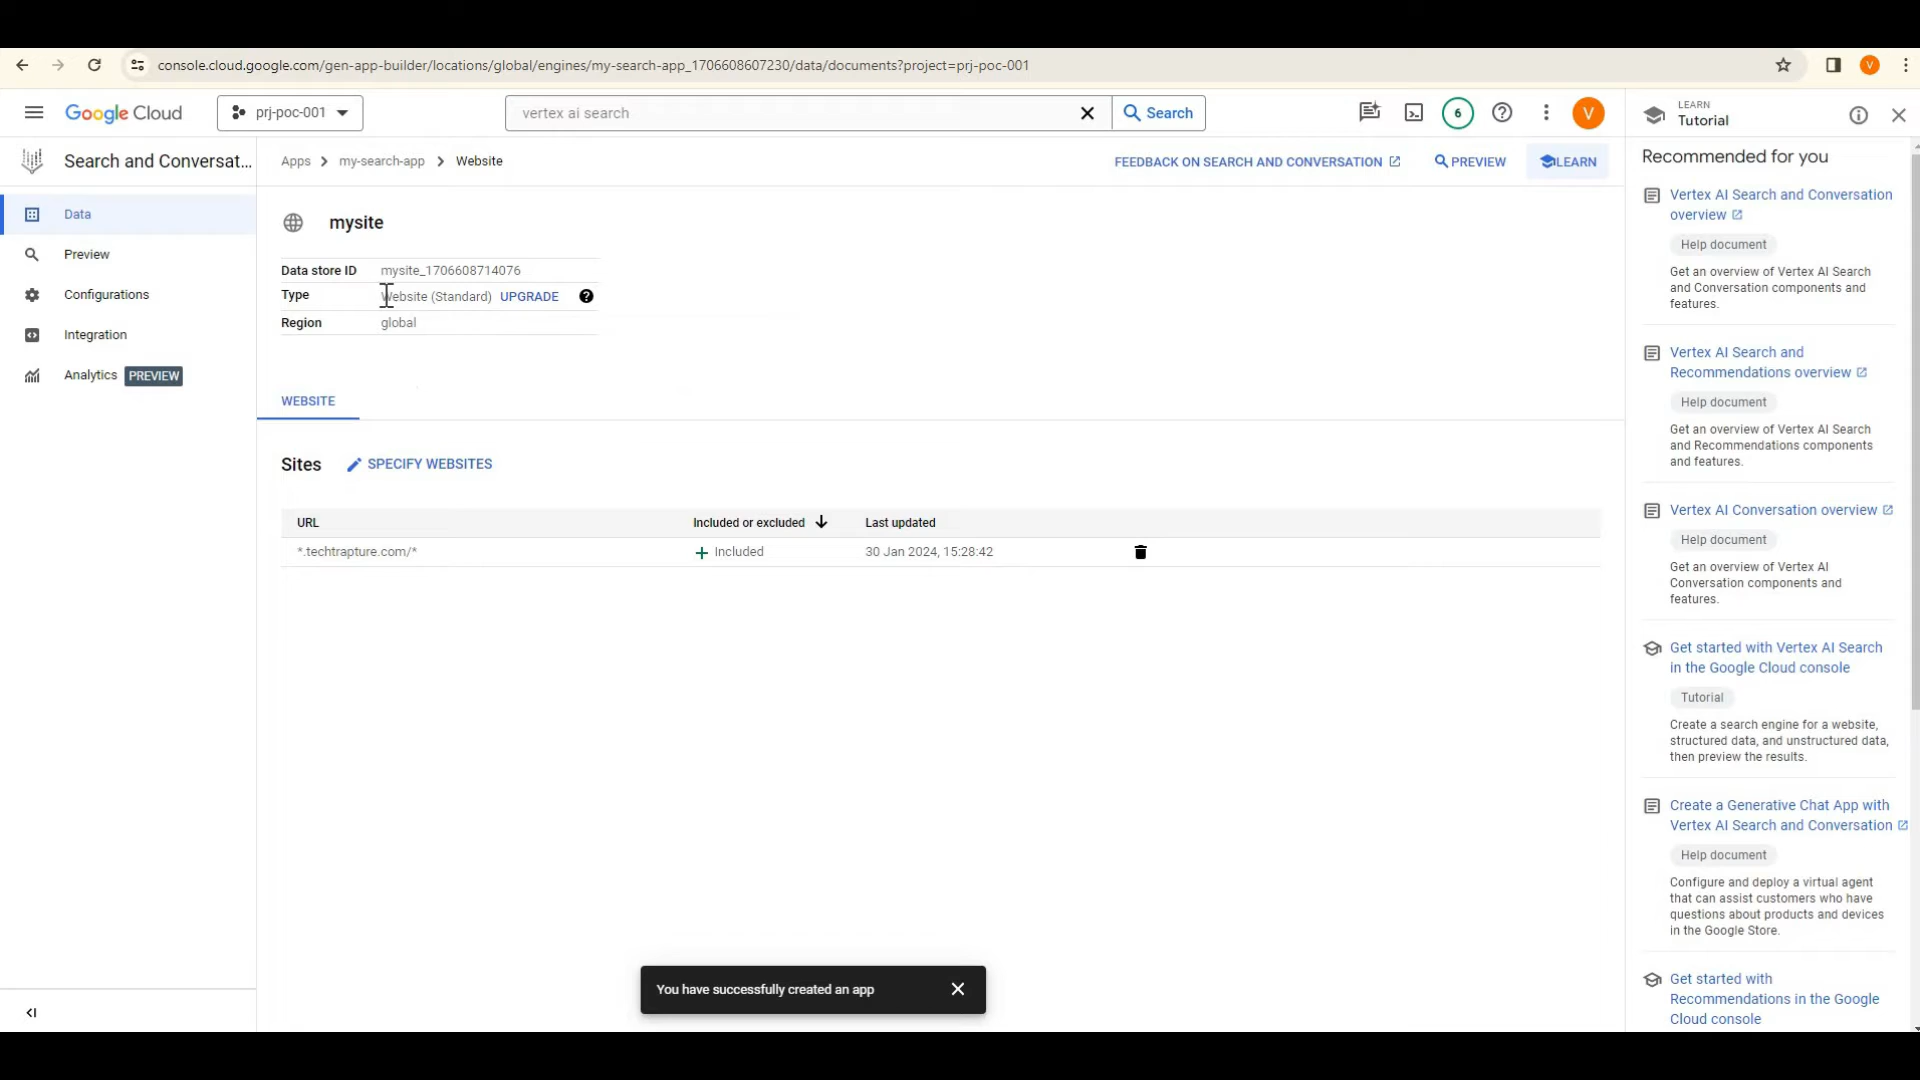 console.cloud.google.com/gen-app-builder/locations/global/engines/my-search-app_1706608607230/data/documents?project=prj-poc-001
V
Google Cloud
prj-poc-001
vertex ai search
Search
6
V
LEARN
Tutorial
Search and Conversat...
Apps
my-search-app
Website
FEEDBACK ON SEARCH AND CONVERSATION
PREVIEW
LEARN
Data
Preview
Configurations
Integration
Analytics PREVIEW
mysite
Data store ID mysite_1706608714076
Type Website (Standard) UPGRADE
Region global
WEBSITE
Sites
SPECIFY WEBSITES
URL Included or excluded Last updated
*.techtrapture.com/* Included 30 Jan 2024, 15:28:42
You have successfully created an app
Recommended for you
Vertex AI Search and Conversation
overview
Help document
Get an overview of Vertex AI Search
and Conversation components and
features.
Vertex AI Search and
Recommendations overview
Help document
Get an overview of Vertex AI Search
and Recommendations components
and features.
Vertex AI Conversation overview
Help document
Get an overview of Vertex AI
Conversation components and
features.
Get started with Vertex AI Search
in the Google Cloud console
Tutorial
Create a search engine for a website,
structured data, and unstructured data,
then preview the results.
Create a Generative Chat App with
Vertex AI Search and Conversation
Help document
Configure and deploy a virtual agent
that can assist customers who have
questions about products and devices
in the Google Store.
Get started with
Recommendations in the Google
Cloud console